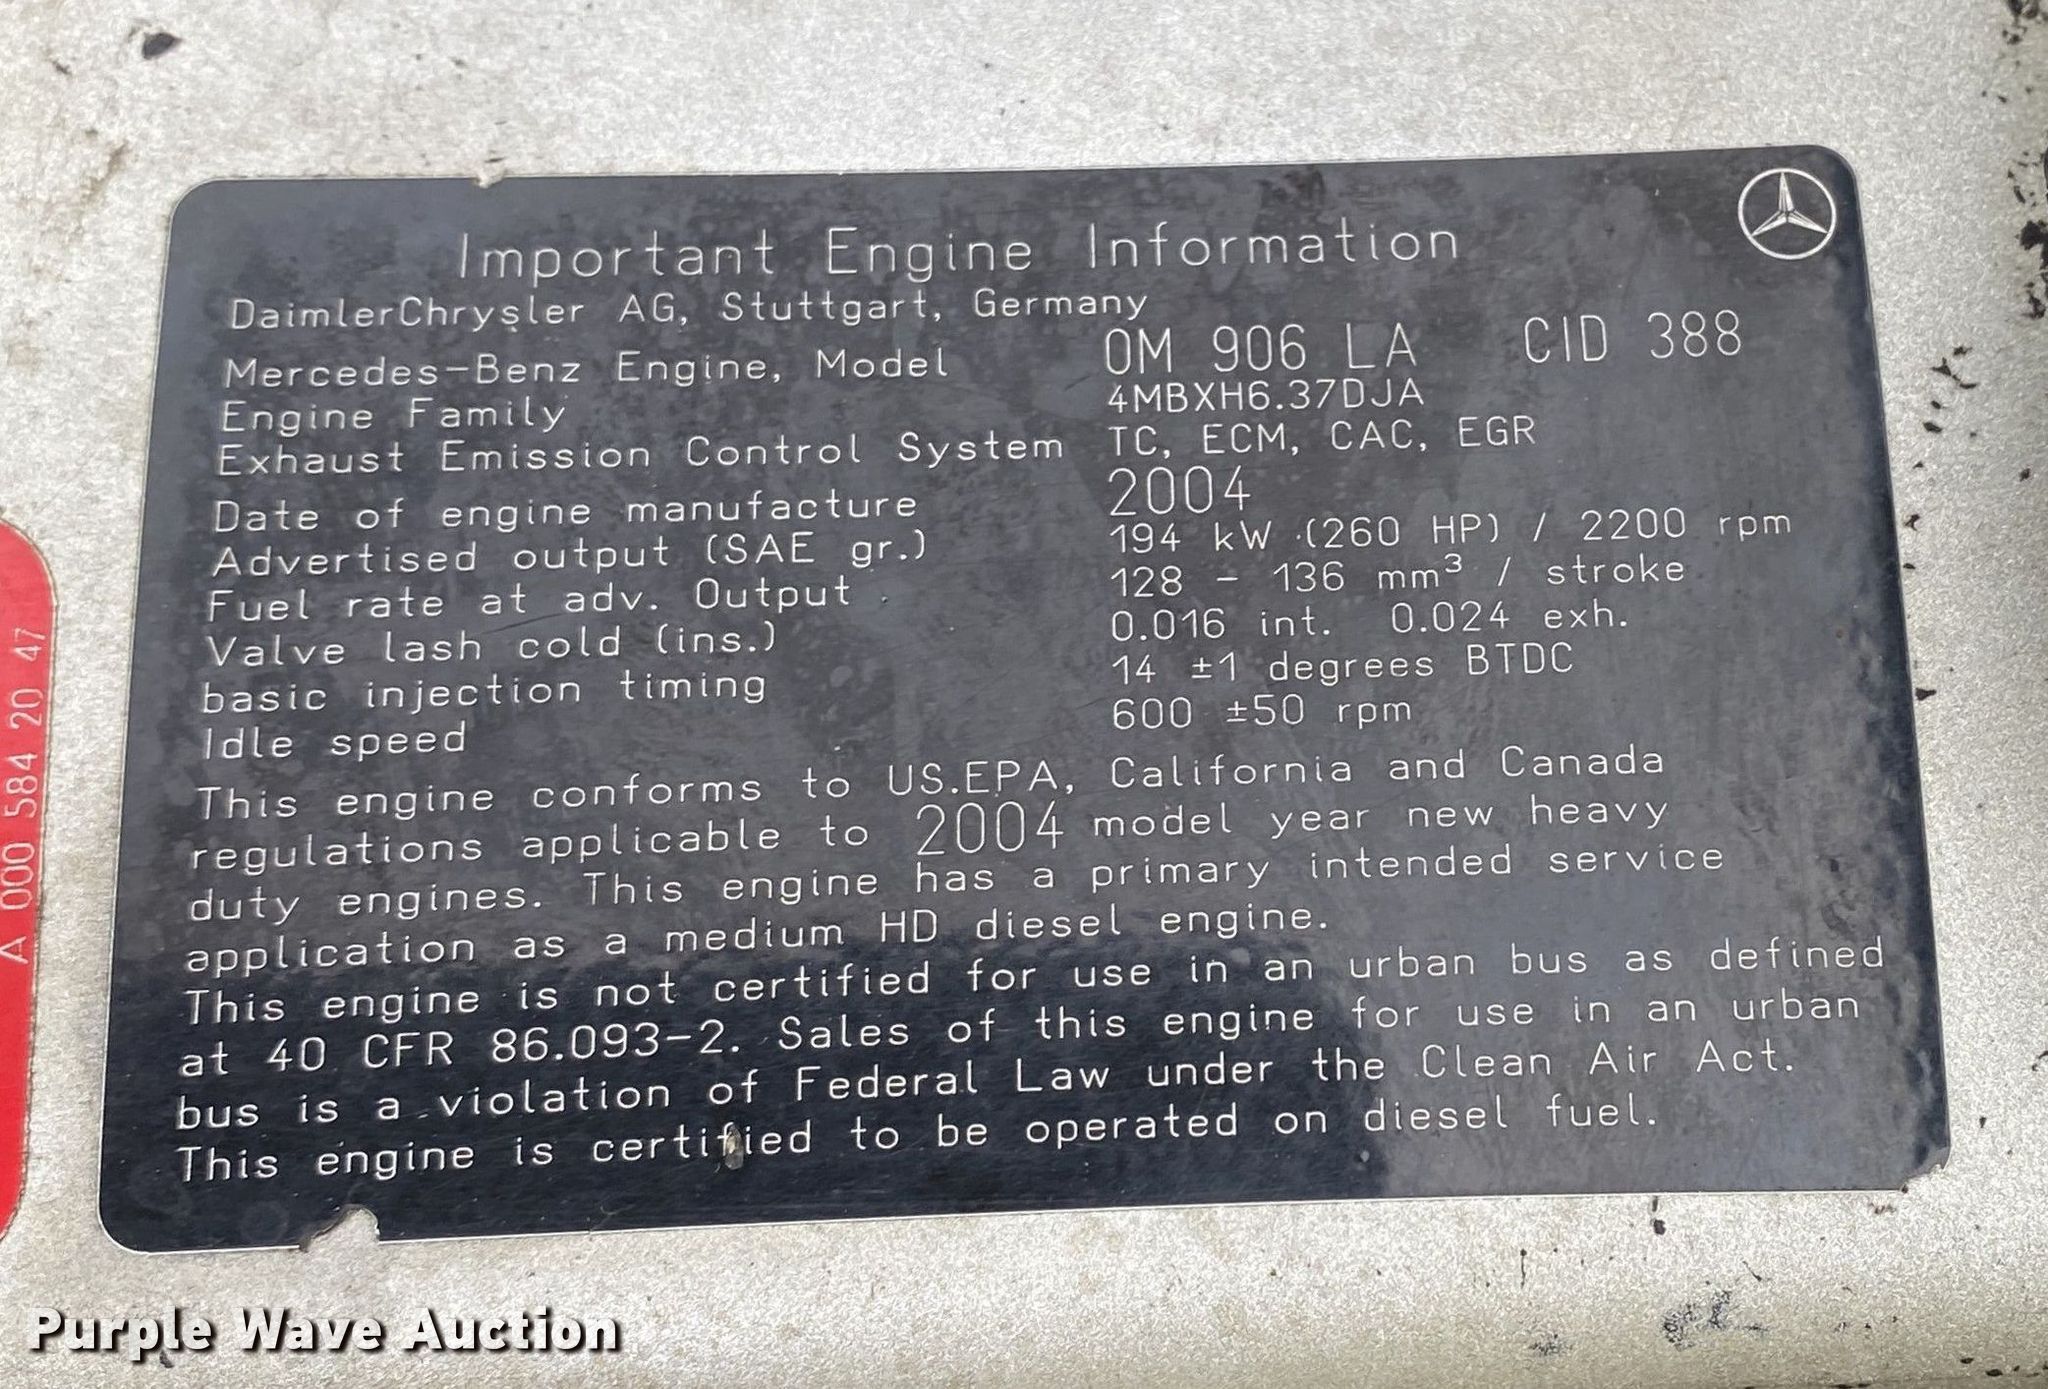 Important Engine Information
DaimlerChrysler AG, Stuttgart, Germany
Mercedes-Benz Engine, Model OM 906 LA CID 388
Engine Family 4MBXH6.37DJA
Exhaust Emission Control System TC, ECM, CAC, EGR
Date of engine manufacture 2004
Advertised output (SAE gr.) 194 kW (260 HP) / 2200 rpm
Fuel rate at adv. Output 128 - 136 mm³ / stroke
Valve lash cold (ins.) 0.016 int. 0.024 exh.
basic injection timing 14 ±1 degrees BTDC
Idle speed 600 ±50 rpm
This engine conforms to US.EPA, California and Canada
regulations applicable to 2004 model year new heavy
duty engines. This engine has a primary intended service
application as a medium HD diesel engine.
This engine is not certified for use in an urban bus as defined
at 40 CFR 86.093-2. Sales of this engine for use in an urban
bus is a violation of Federal Law under the Clean Air Act.
This engine is certified to be operated on diesel fuel.
A 000 584 20 47
Purple Wave Auction